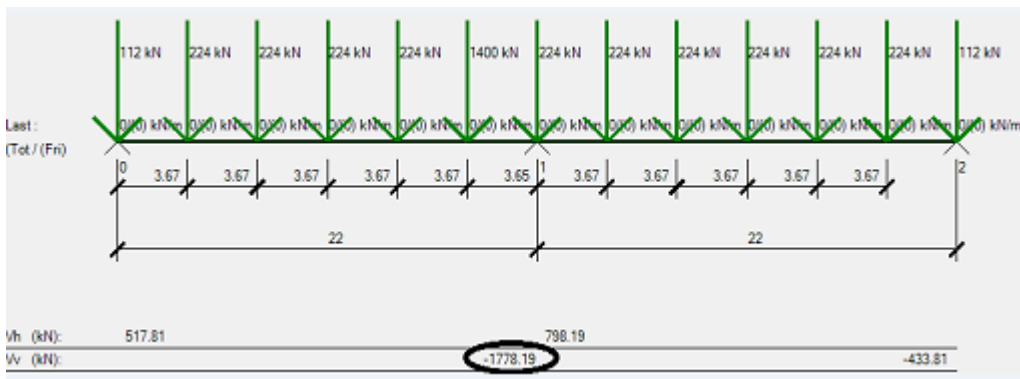 112 kN 224 kN 224 kN 224 kN 224 kN 1400 kN 224 kN 224 kN 224 kN 224 kN 224 kN 224 kN 112 kN
Last :
(Tot / (Fri)
kN/m
0 3.67 3.67 3.67 3.67 3.67 3.65 1 3.67 3.67 3.67 3.67 3.67 2
22 22
Vh (kN): 517.81 798.19
Vv (kN): -1778.19 -433.81